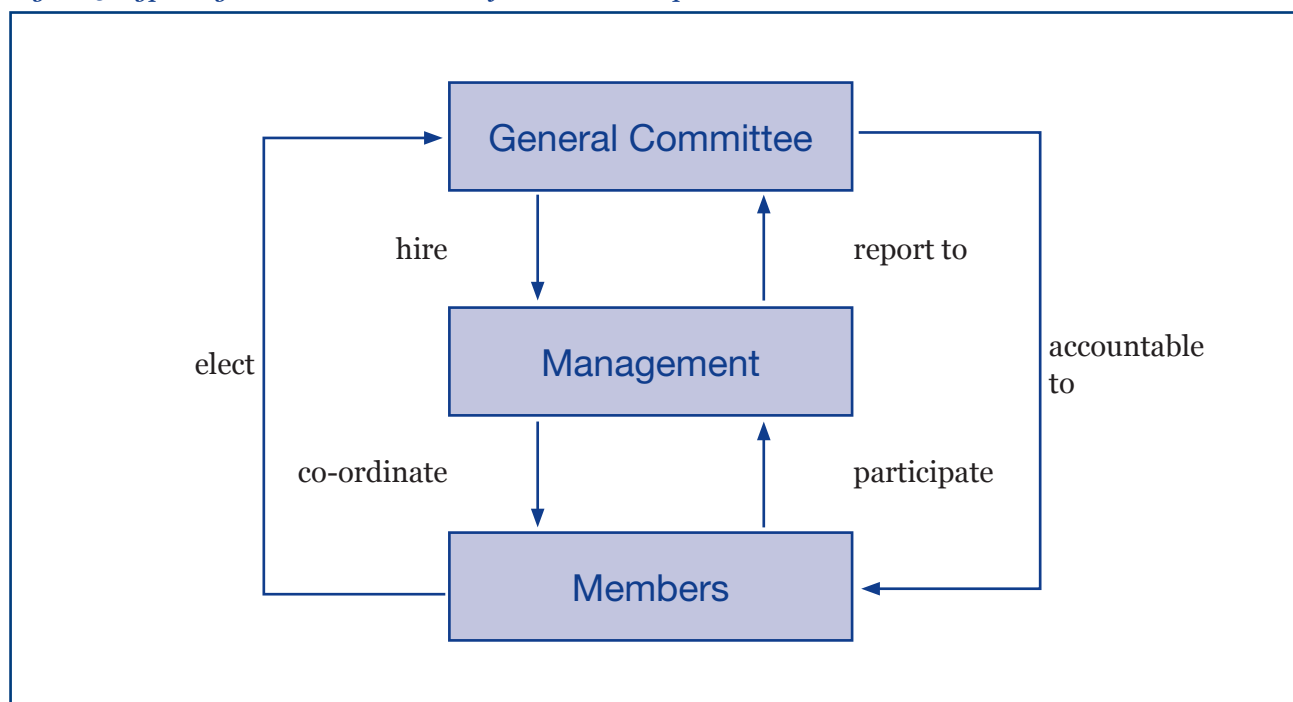 General Committee
hire
report to
elect
Management
accountable
to
co-ordinate
participate
Members